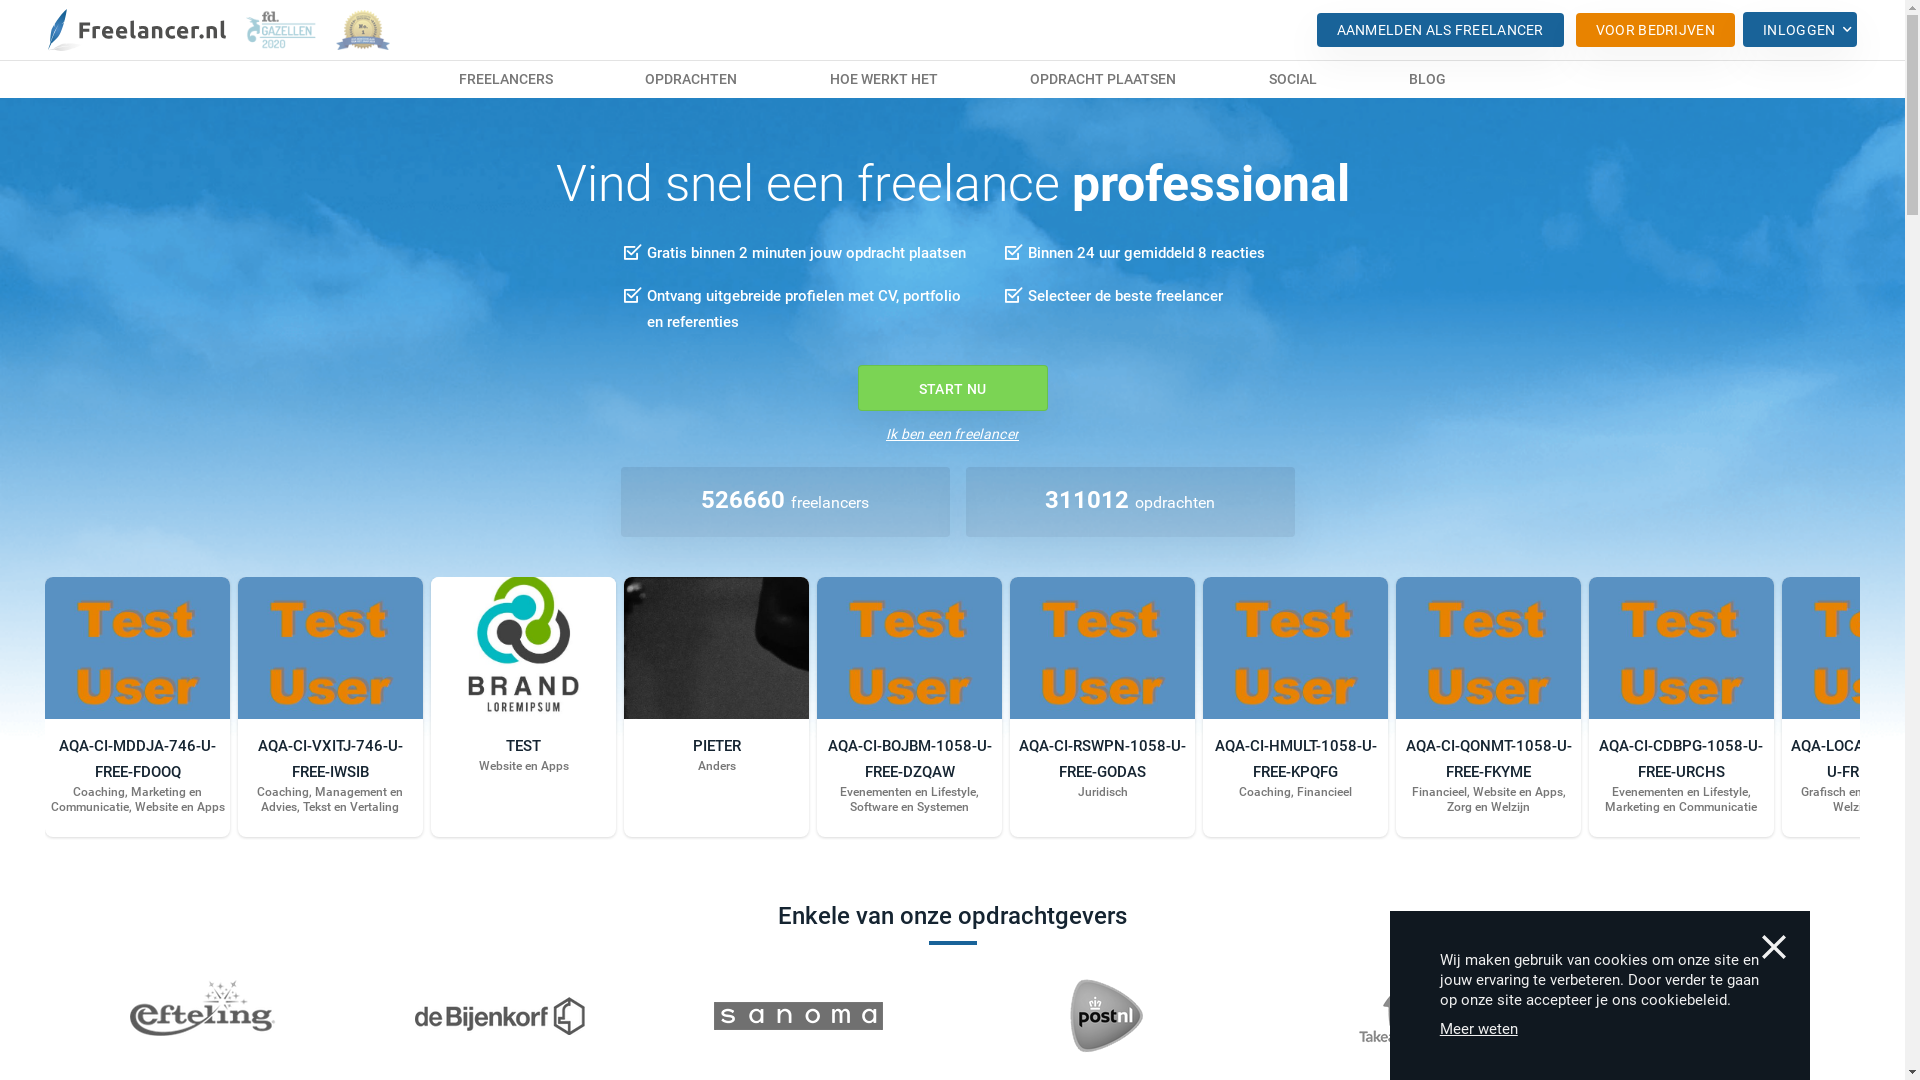 Freelancer.nl
fd.
GAZELLEN
2020
AANMELDEN ALS FREELANCER
VOOR BEDRIJVEN
INLOGGEN
FREELANCERS
OPDRACHTEN
HOE WERKT HET
OPDRACHT PLAATSEN
SOCIAL
BLOG
Vind snel een freelance professional
Gratis binnen 2 minuten jouw opdracht plaatsen
Binnen 24 uur gemiddeld 8 reacties
Ontvang uitgebreide profielen met CV, portfolio
en referenties
Selecteer de beste freelancer
START NU
Ik ben een freelancer
526660 freelancers
311012 opdrachten
Test
User
AQA-CI-MDDJA-746-U-
FREE-FDOOQ
Coaching, Marketing en
Communicatie, Website en Apps
Test
User
AQA-CI-VXITJ-746-U-
FREE-IWSIB
Coaching, Management en
Advies, Tekst en Vertaling
BRAND
LOREMIPSUM
TEST
Website en Apps
PIETER
Anders
Test
User
AQA-CI-BOJBM-1058-U-
FREE-DZQAW
Evenementen en Lifestyle,
Software en Systemen
Test
User
AQA-CI-RSWPN-1058-U-
FREE-GODAS
Juridisch
Test
User
AQA-CI-HMULT-1058-U-
FREE-KPQFG
Coaching, Financieel
Test
User
AQA-CI-QONMT-1058-U-
FREE-FKYME
Financieel, Website en Apps,
Zorg en Welzijn
Test
User
AQA-CI-CDBPG-1058-U-
FREE-URCHS
Evenementen en Lifestyle,
Marketing en Communicatie
Grafisch en
Enkele van onze opdrachtgevers
efteling
de Bijenkorf
sanoma
postnl
Wij maken gebruik van cookies om onze site en
jouw ervaring te verbeteren. Door verder te gaan
op onze site accepteer je ons cookiebeleid.
Meer weten